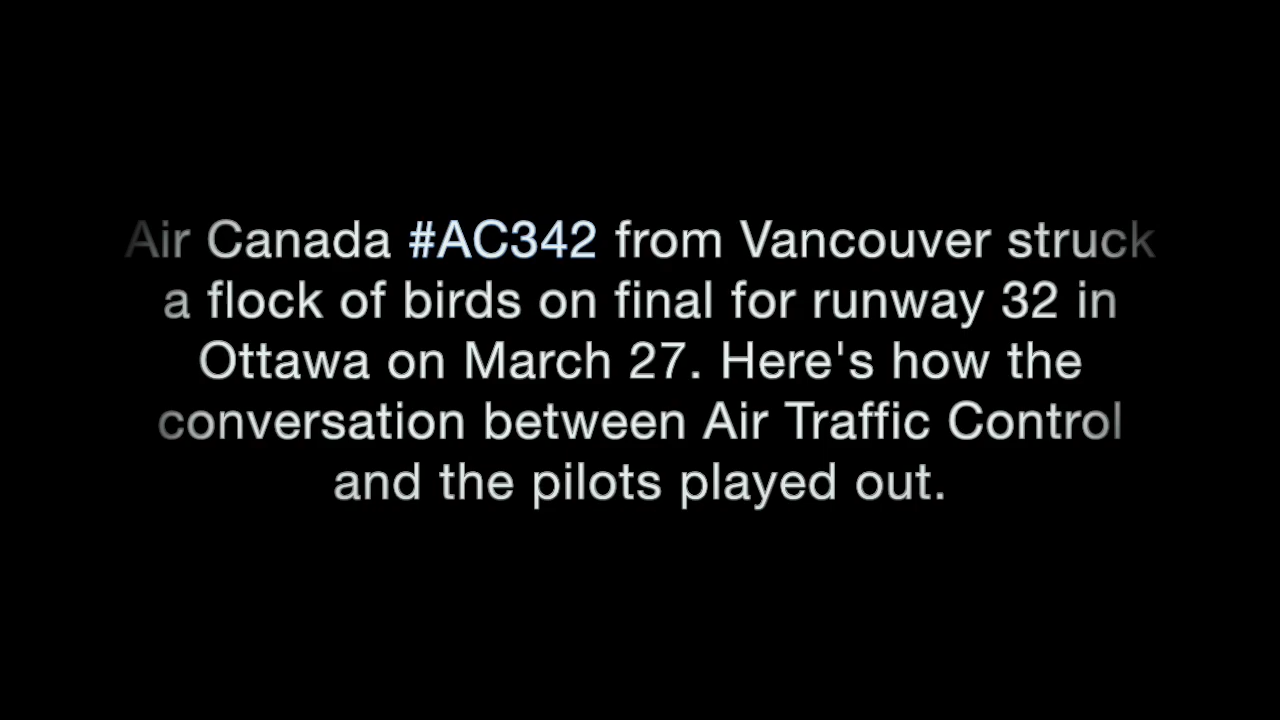 Air Canada #AC342 from Vancouver struck
a flock of birds on final for runway 32 in
Ottawa on March 27. Here's how the
conversation between Air Traffic Control
and the pilots played out.